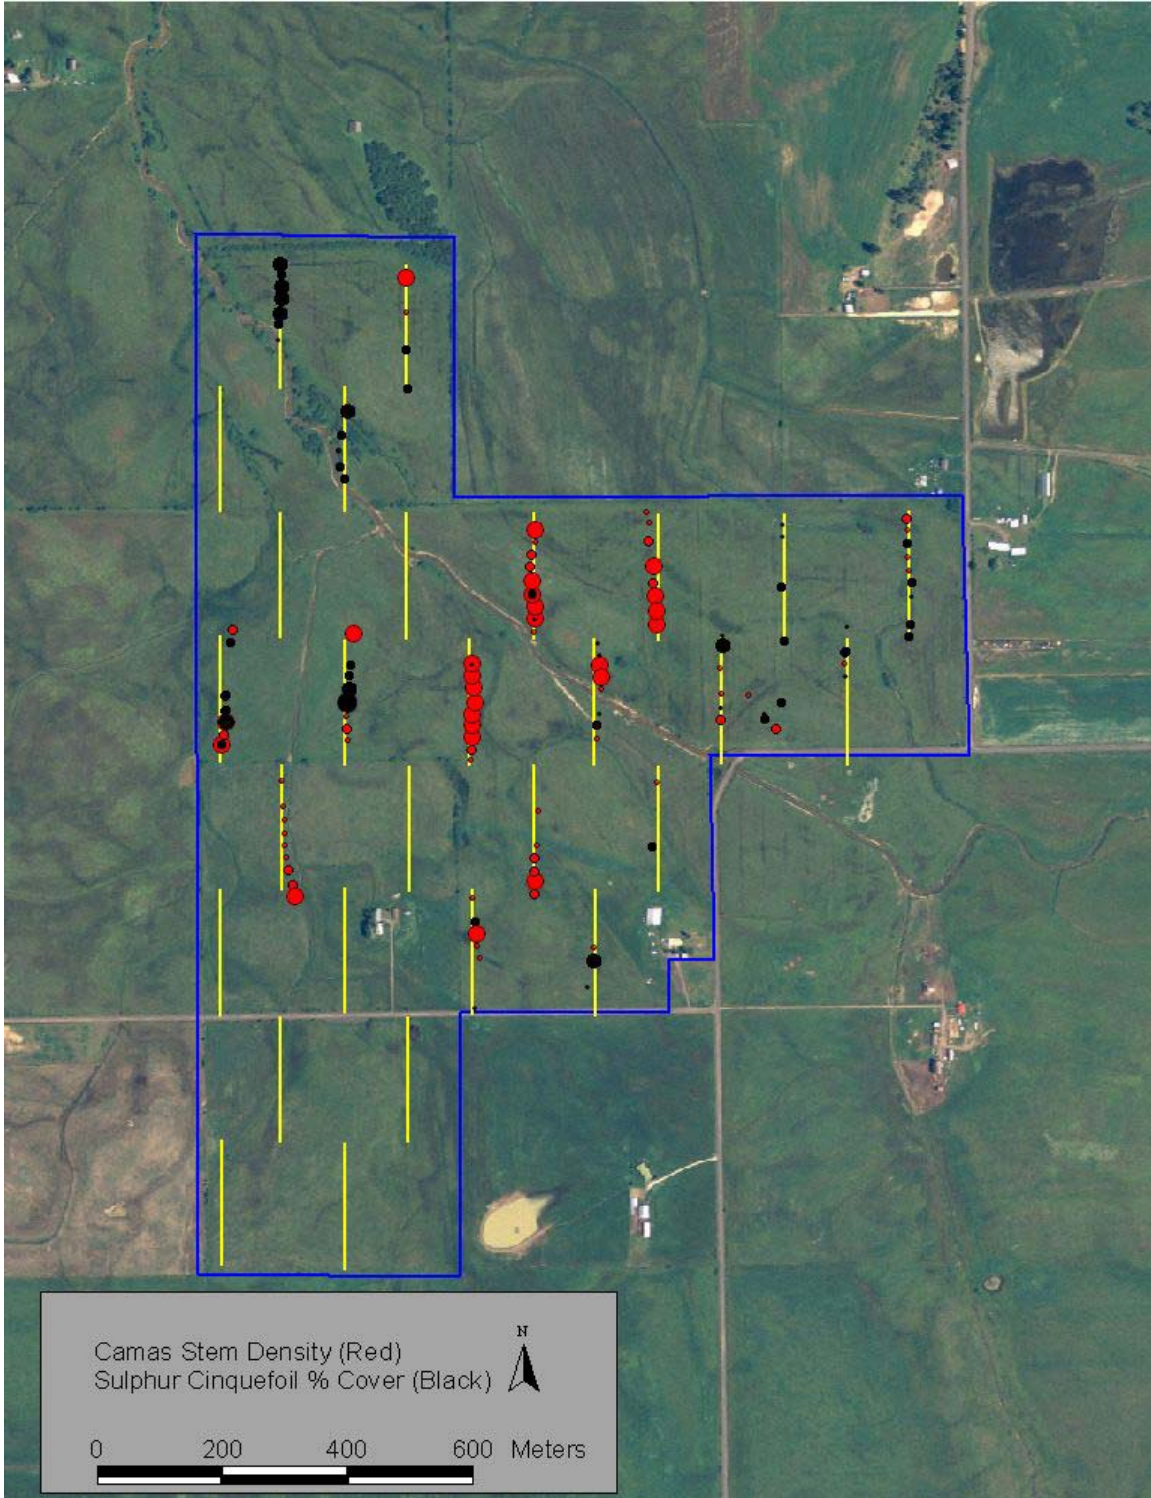 N
Camas Stem Density (Red)
Sulphur Cinquefoil % Cover (Black)
0 200 400 600 Meters